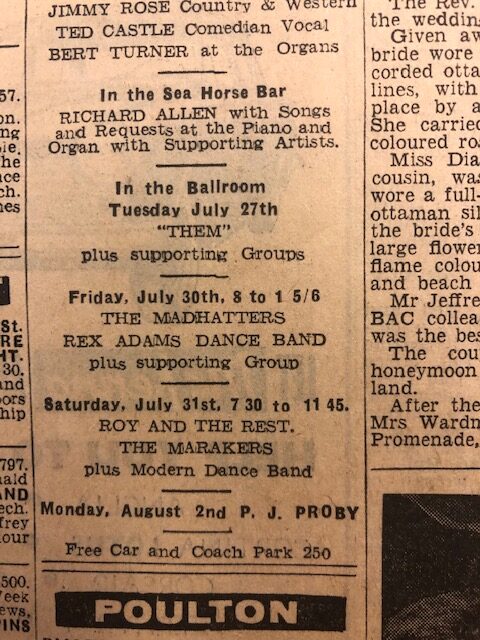 JIMMY ROSE Country & Western
TED CASTLE Comedian Vocal
BERT TURNER at the Organs
In the Sea Horse Bar
RICHARD ALLEN with Songs
and Requests at the Piano and
Organ with Supporting Artists.
In the Ballroom
Tuesday July 27th
"THEM"
plus supporting Groups
Friday, July 30th, 8 to 1 5/6
THE MADHATTERS
REX ADAMS DANCE BAND
plus supporting Group
Saturday, July 31st, 7 30 to 11 45.
ROY AND THE REST.
THE MARAKERS
plus Modern Dance Band
Monday, August 2nd P. J. PROBY
Free Car and Coach Park 250
POULTON
The Rev.
the wedding
Given aw
bride wore
corded otta
lines, with
place by a
She carried
coloured ro
Miss Dia
cousin, was
wore a full-
ottaman sil
the bride's
large flower
flame colou
and beach
Mr Jeffre
BAC collea
was the bes
The cou
honeymoon
land.
After the
Mrs Wardm
Promenade,
57.
on.
ng
ie.
he
ce
ch.
nes
St.
RE
HT.
30.
and
oors
ship
797.
nald
AND
ech.
frey
our
500.
Week
ews,
PINS